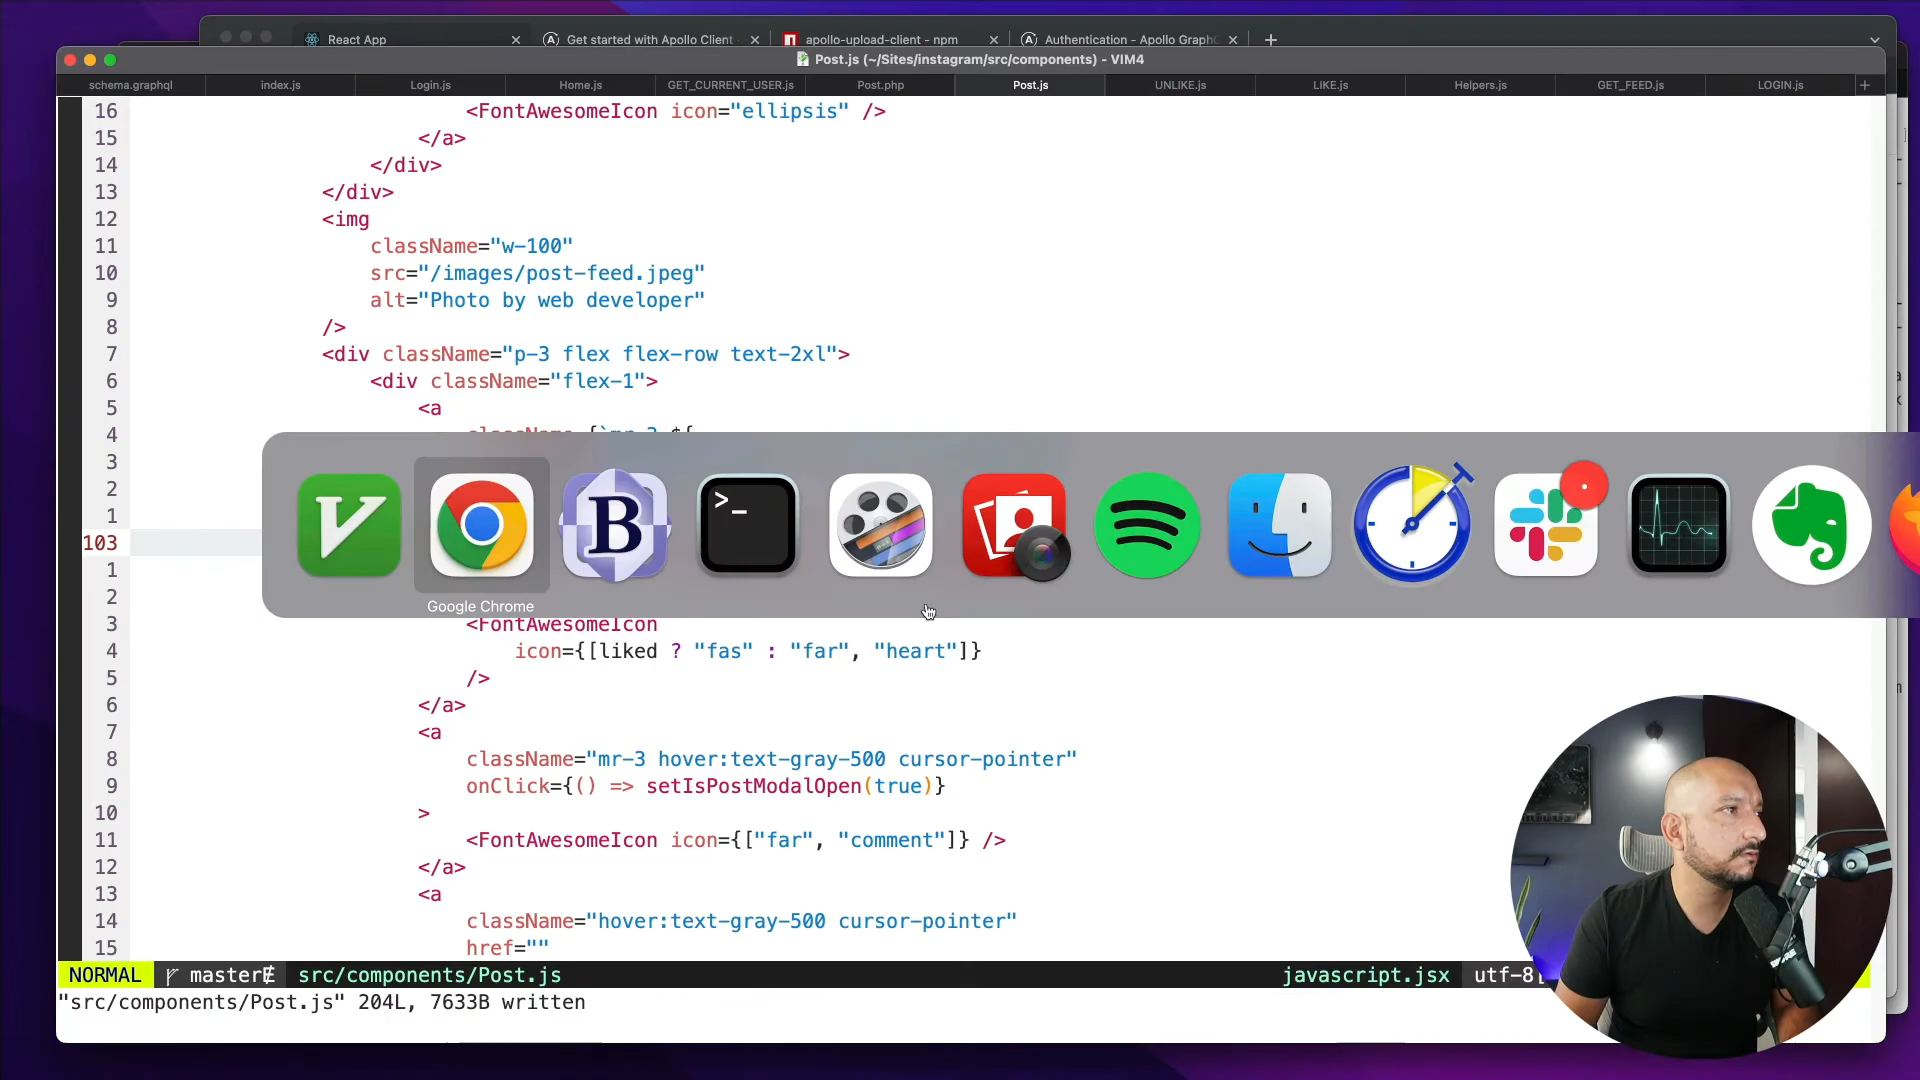 React App
Get started with Apollo Client
apollo-upload-client - npm
Authentication - Apollo GraphQ
Post.js (~/Sites/instagram/src/components) - VIM4
schema.graphql
index.js
Login.js
Home.js
GET_CURRENT_USER.js
Post.php
Post.js
UNLIKE.js
LIKE.js
Helpers.js
GET_FEED.js
LOGIN.js
16 <FontAwesomeIcon icon="ellipsis" />
15 </a>
14 </div>
13 </div>
12 <img
11 className="w-100"
10 src="/images/post-feed.jpeg"
9 alt="Photo by web developer"
8 />
7 <div className="p-3 flex flex-row text-2xl">
6 <div className="flex-1">
5 <a
4 className={`mr-3 ${
3
2
1
103
1
2
Google Chrome
3 <FontAwesomeIcon
4 icon={[liked ? "fas" : "far", "heart"]}
5 />
6 </a>
7 <a
8 className="mr-3 hover:text-gray-500 cursor-pointer"
9 onClick={() => setIsPostModalOpen(true)}
10 >
11 <FontAwesomeIcon icon={["far", "comment"]} />
12 </a>
13 <a
14 className="hover:text-gray-500 cursor-pointer"
15 href=""
NORMAL master src/components/Post.js javascript.jsx utf-8
"src/components/Post.js" 204L, 7633B written